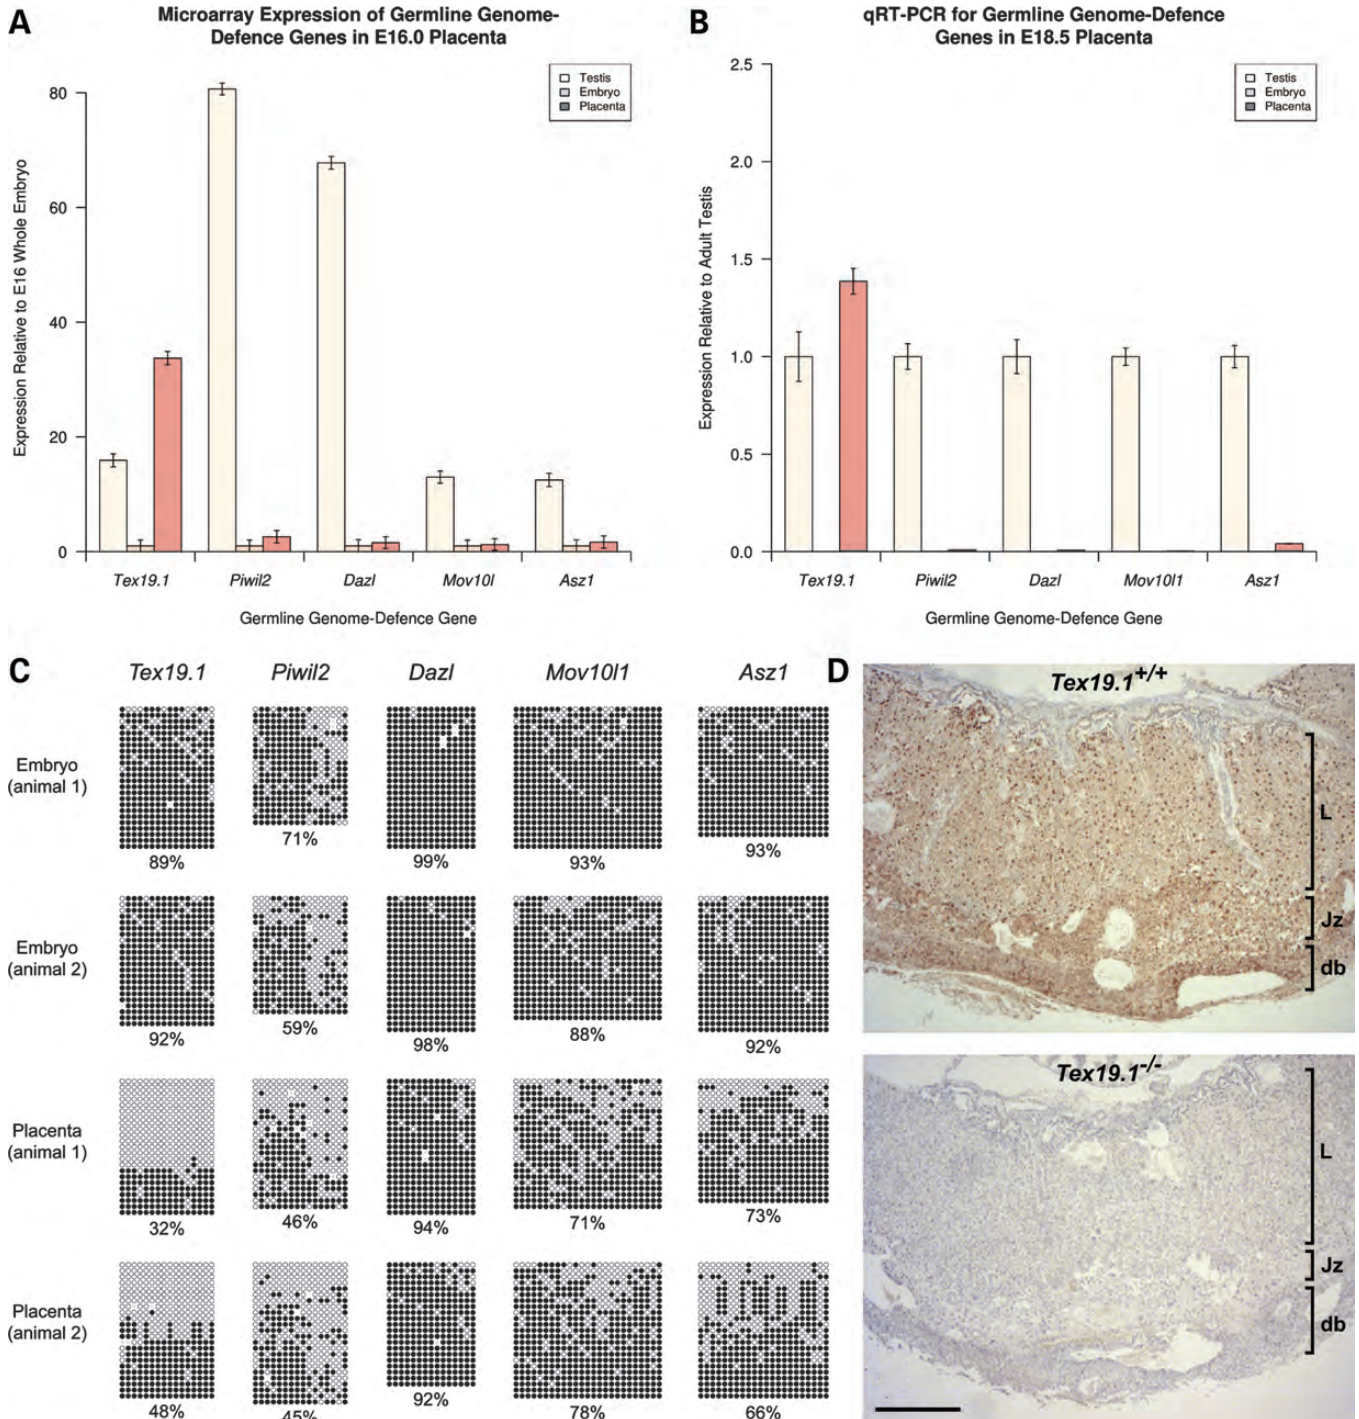 A
Microarray Expression of Germline Genome-
Defence Genes in E16.0 Placenta
Testis
Embryo
Placenta
Expression Relative to E16 Whole Embryo
80
60
40
20
0
Tex19.1 Piwil2 Dazl Mov10l Asz1
Germline Genome-Defence Gene
B
qRT-PCR for Germline Genome-Defence
Genes in E18.5 Placenta
Testis
Embryo
Placenta
Expression Relative to Adult Testis
2.5
2.0
1.5
1.0
0.5
0.0
Tex19.1 Piwil2 Dazl Mov10l1 Asz1
Germline Genome-Defence Gene
C
Tex19.1 Piwil2 Dazl Mov10l1 Asz1
Embryo
(animal 1)
89% 71% 99% 93% 93%
Embryo
(animal 2)
92% 59% 98% 88% 92%
Placenta
(animal 1)
32% 46% 94% 71% 73%
Placenta
(animal 2)
48% 45% 92% 78% 66%
D
Tex19.1+/+
L
Jz
db
Tex19.1-/-
L
Jz
db